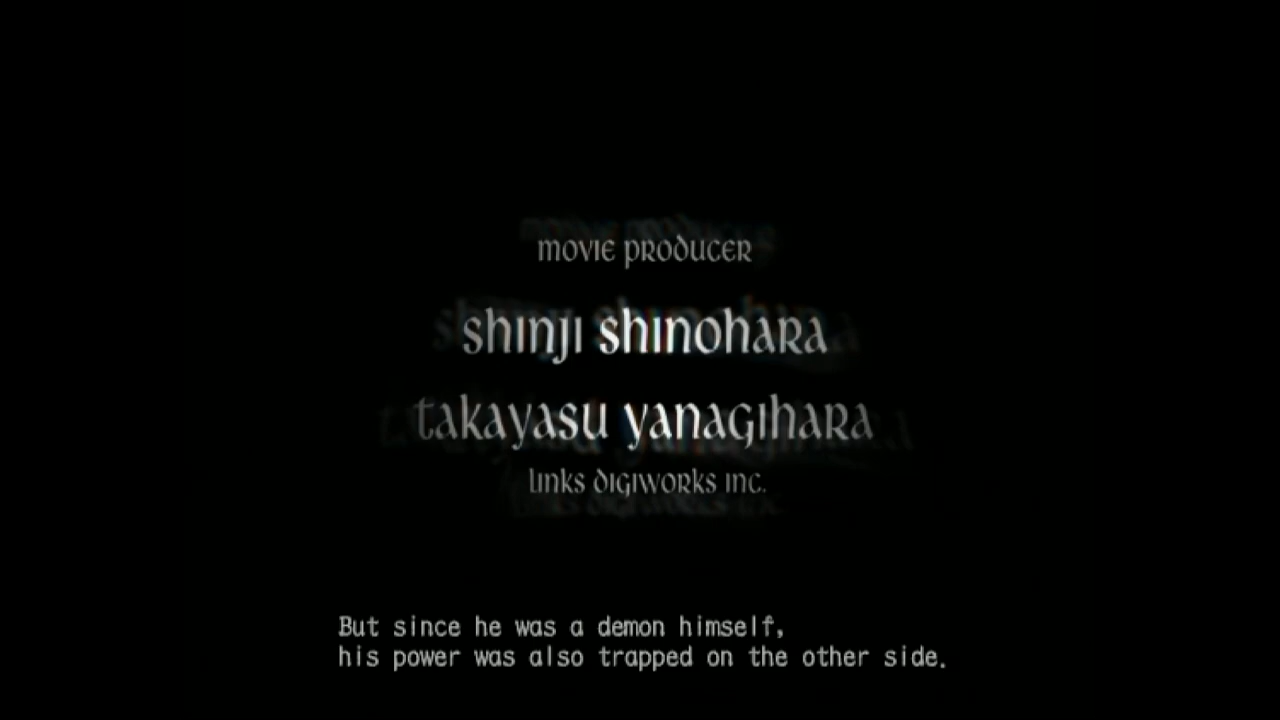 movie producer
shinji shinohara
takayasu yanagihara
links digiworks inc.
But since he was a demon himself,
his power was also trapped on the other side.